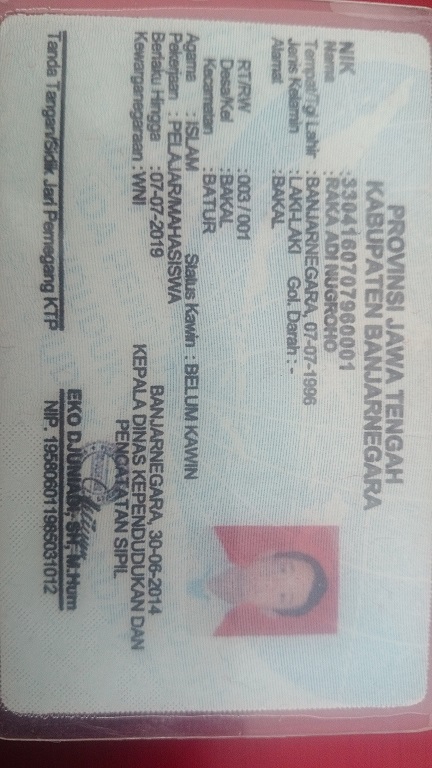 PROVINSI JAWA TENGAH
KABUPATEN BANJARNEGARA
NIK : 3304160707960001
Nama : RAKA ADI NUGROHO
Tempat/Tgl Lahir : BANJARNEGARA, 07-07-1996
Jenis Kelamin : LAKI-LAKI Gol. Darah : -
Alamat : BAKAL
RT/RW : 003 / 001
Desa/Kel : BAKAL
Kecamatan : BATUR
Agama : ISLAM Status Kawin : BELUM KAWIN
Pekerjaan : PELAJAR/MAHASISWA
Berlaku Hingga : 07-07-2019
Kewarganegaraan : WNI
BANJARNEGARA, 30-06-2014
KEPALA DINAS KEPENDUDUKAN DAN
PENCATATAN SIPIL
Tanda Tangan/Sidik Jari Pemegang KTP
EKO DJUNIADI, SH, M.Hum
NIP. 195806011985031012